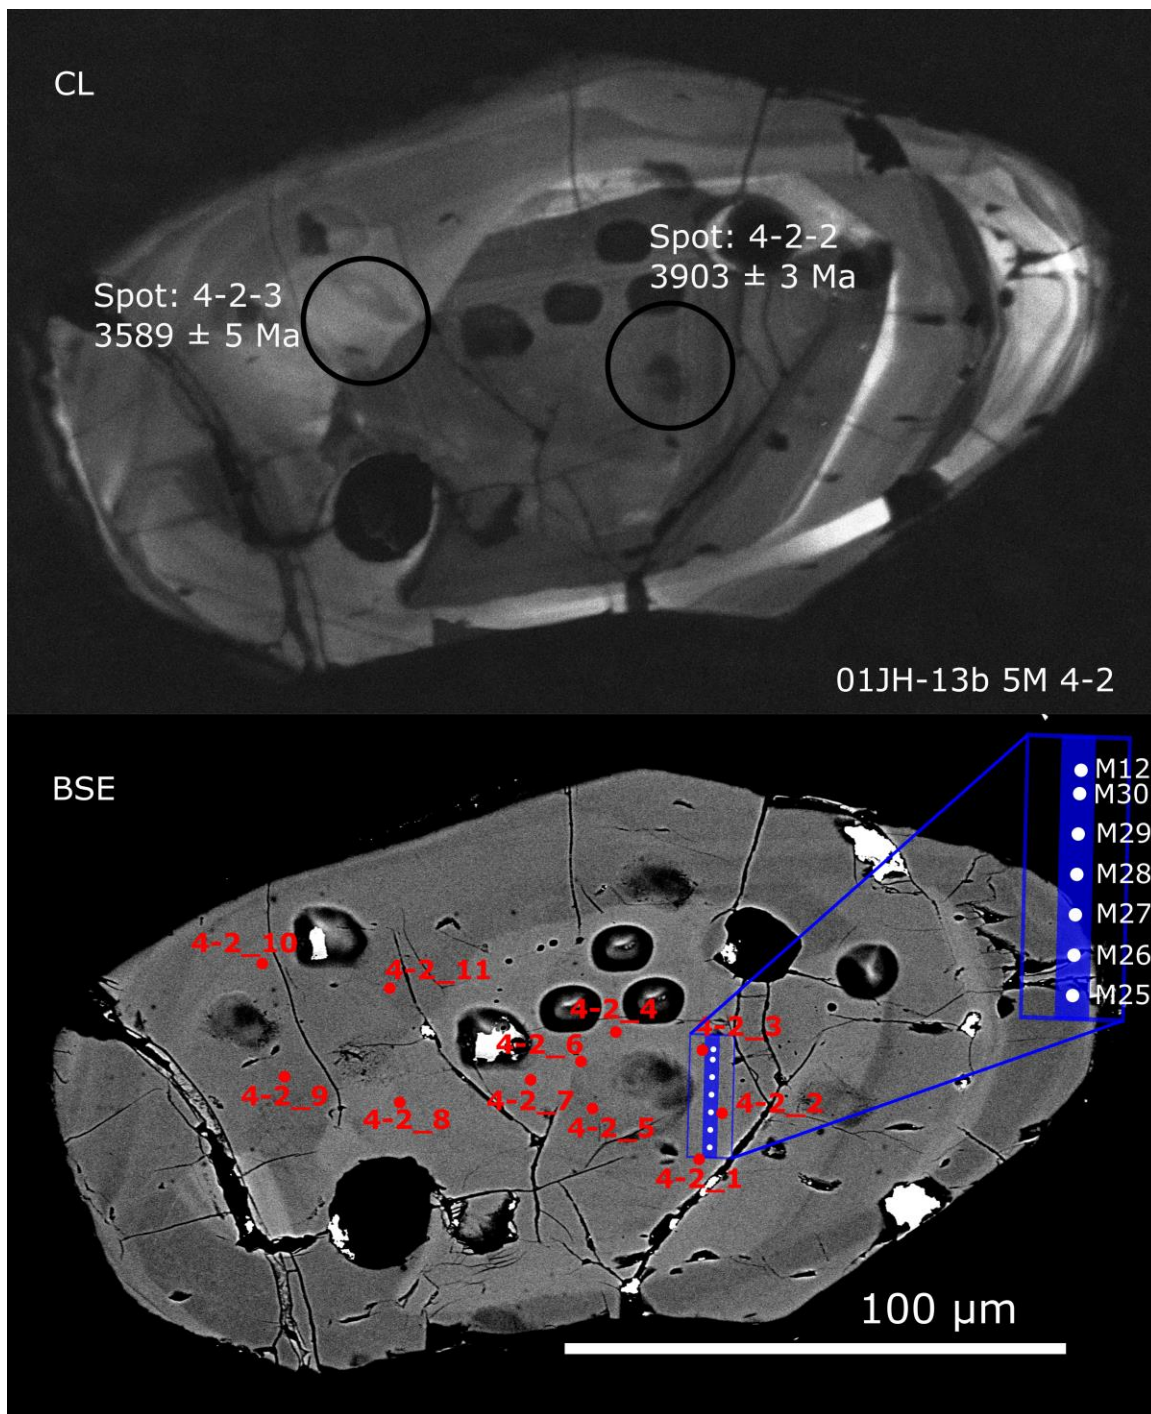 CL
Spot: 4-2-2
3903 ± 3 Ma
Spot: 4-2-3
3589 ± 5 Ma
01JH-13b 5M 4-2
BSE
M12
M30
M29
M28
M27
M26
M25
4-2_10
4-2_11
4-2_4
4-2_3
4-2_6
4-2_9
4-2_7
4-2_8
4-2_5
4-2_2
4-2_1
100 µm